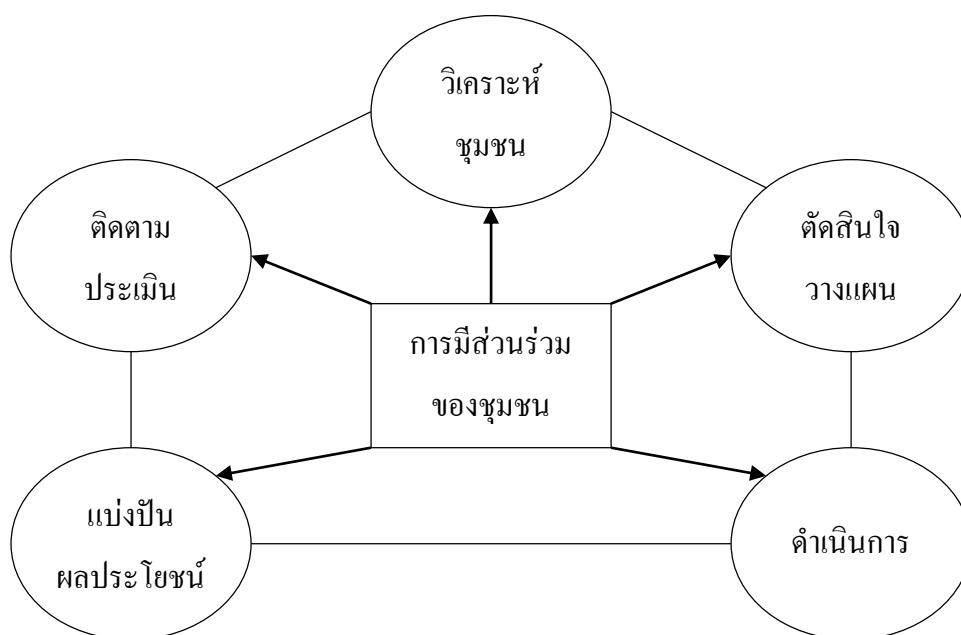 วิเคราะห์
ชุมชน
ติดตาม
ประเมิน
ตัดสินใจ
วางแผน
การมีส่วนร่วม
ของชุมชน
แบ่งปัน
ผลประโยชน์
ดำเนินการ